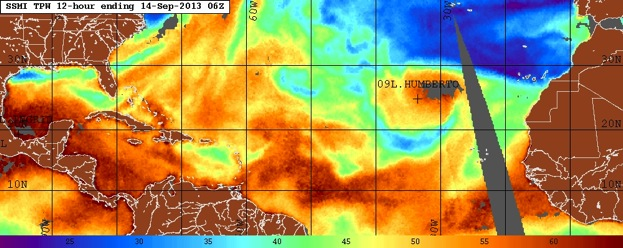 SSMI TPW 12-hour ending 14-Sep-2013 06Z
60W
30W
30N
30N
09L.HUMBERTO
20N
20N
L
10N
10N
90W
40W
25 30 35 40 45 50 55 60